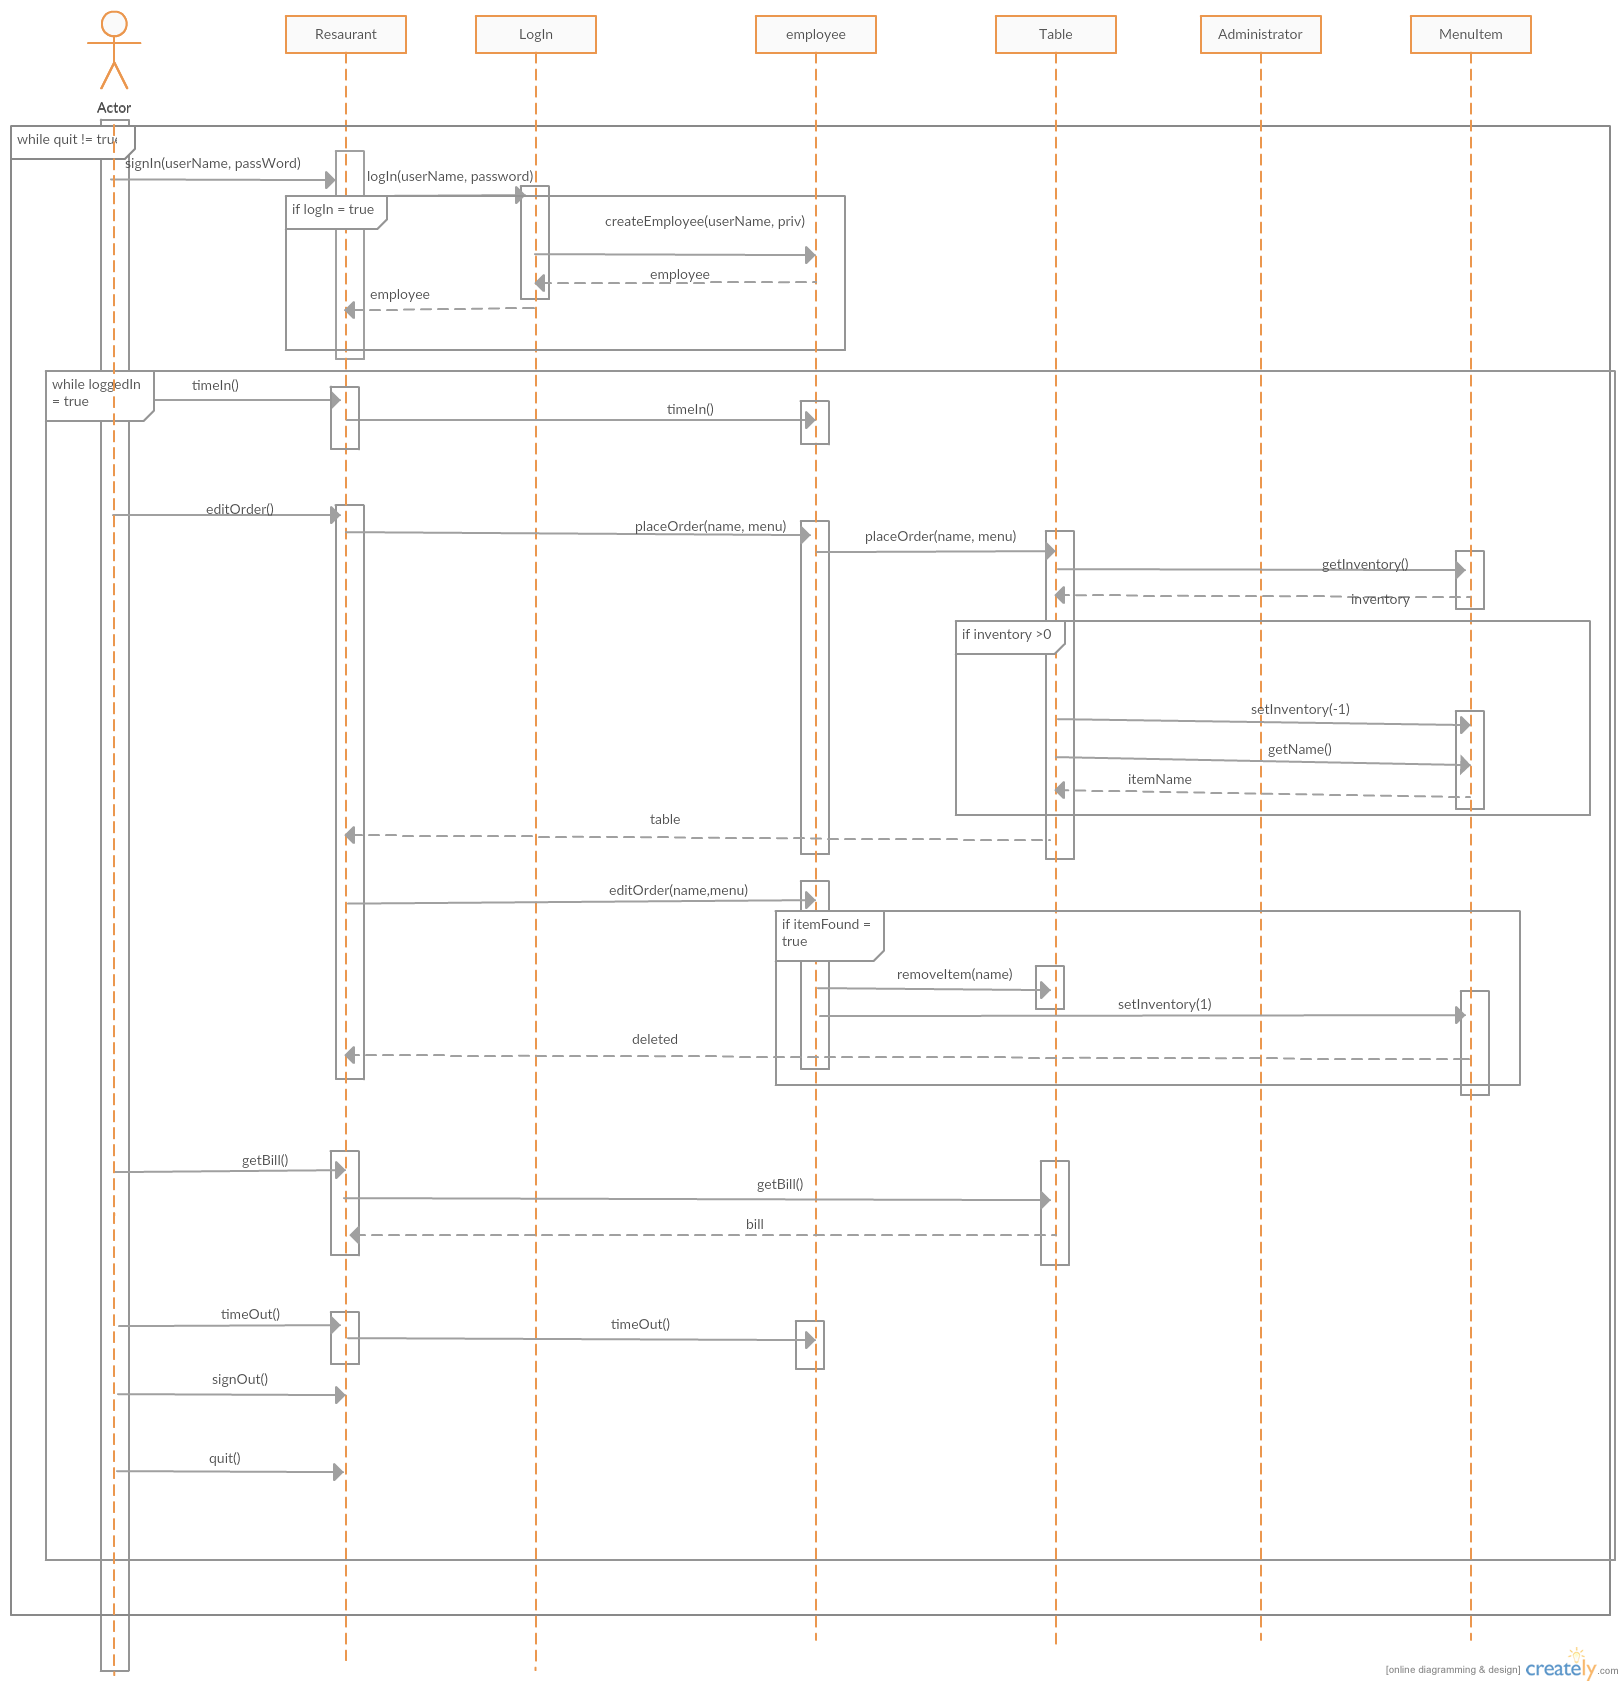 Resaurant
LogIn
employee
Table
Administrator
MenuItem
Actor
while quit != true
signIn(userName, passWord)
logIn(userName, password)
if logIn = true
createEmployee(userName, priv)
employee
employee
while loggedIn
= true
timeIn()
timeIn()
editOrder()
placeOrder(name, menu)
placeOrder(name, menu)
getInventory()
inventory
if inventory >0
setInventory(-1)
getName()
itemName
table
editOrder(name,menu)
if itemFound =
true
removeItem(name)
setInventory(1)
deleted
getBill()
getBill()
bill
timeOut()
timeOut()
signOut()
quit()
[online diagramming & design] creately.com